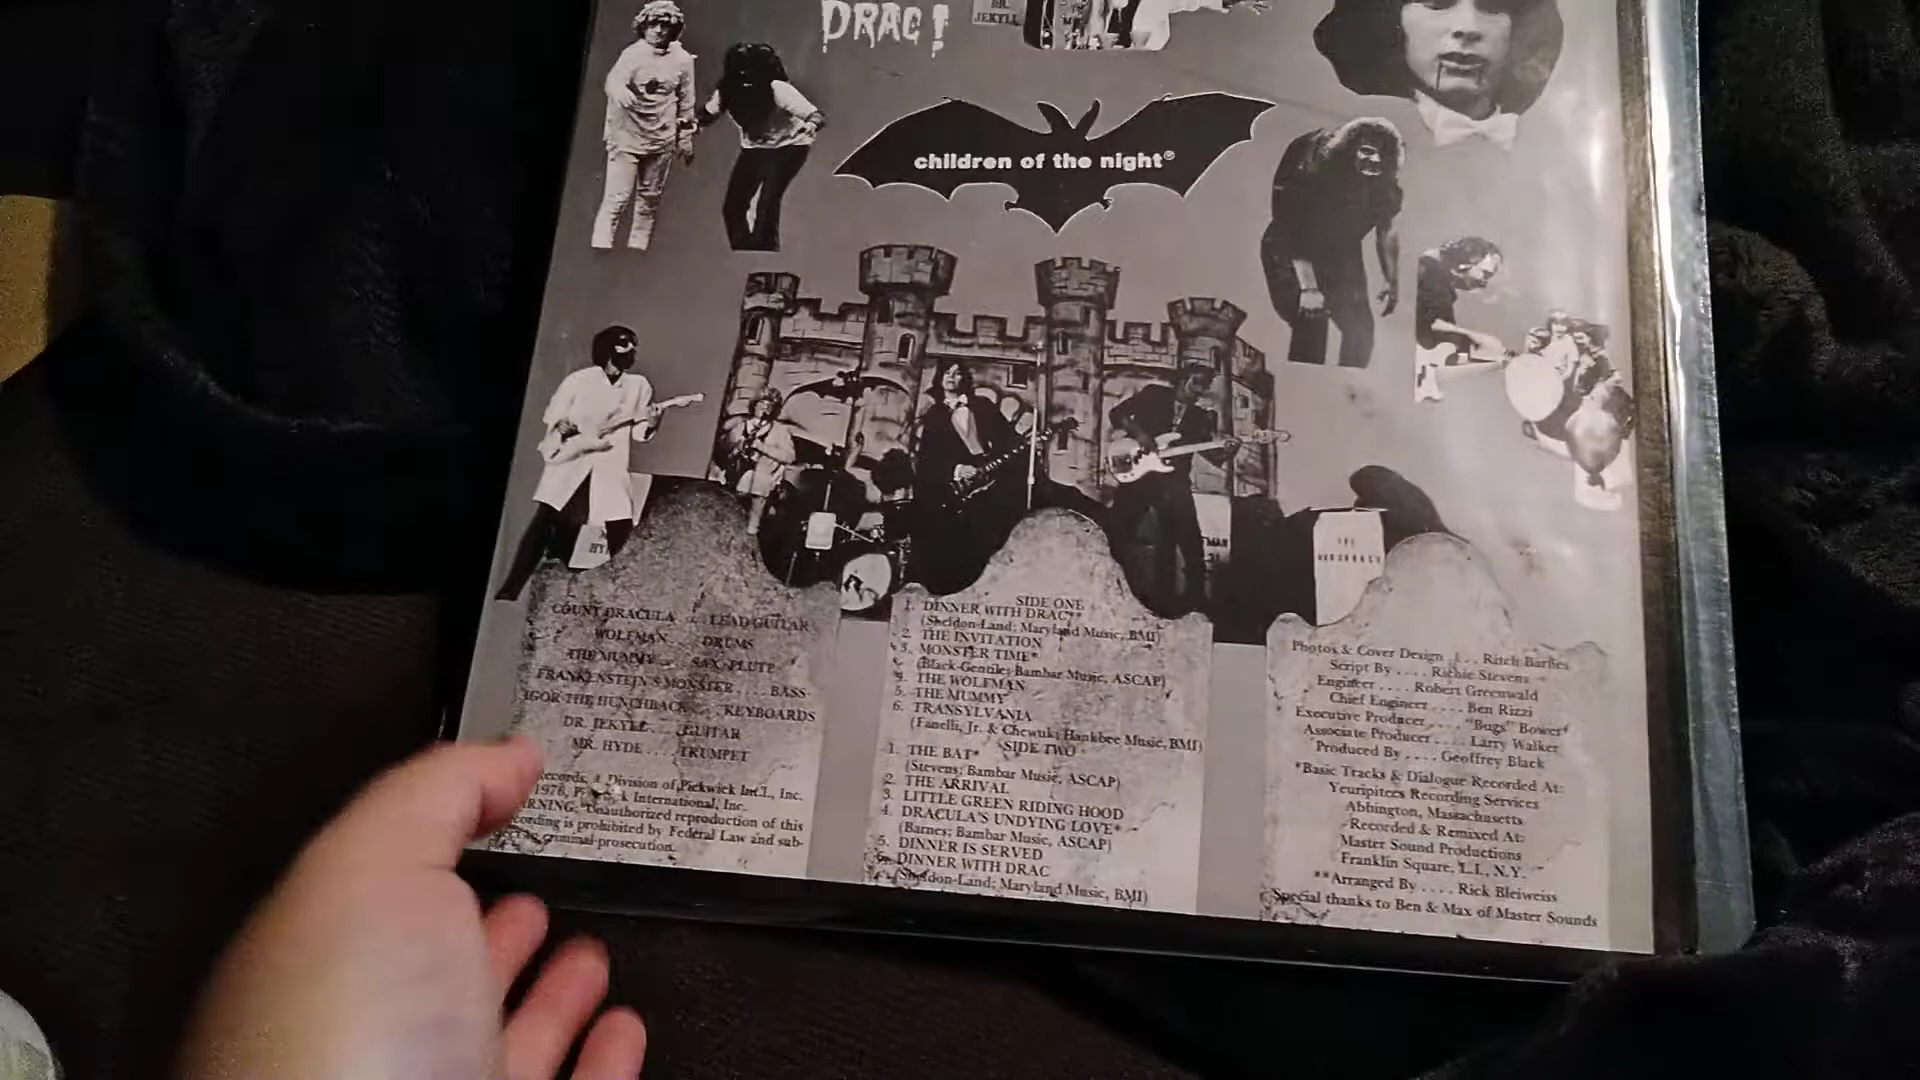 DRAC!
DR.
JEKYLL
children of the night®
HY
THE
HUNCHBACK
COUNT DRACULA ... LEAD GUITAR
WOLFMAN.... DRUMS
THE MUMMY.... SAX, FLUTE
FRANKENSTEIN'S MONSTER.... BASS
IGOR THE HUNCHBACK.... KEYBOARDS
DR. JEKYLL.... GUITAR
MR. HYDE.... TRUMPET
Records, a Division of Pickwick Int'l., Inc.
1976, International, Inc.
Unauthorized reproduction of this
is prohibited by Federal Law and sub-
criminal prosecution.
SIDE ONE
1. DINNER WITH DRAC**
(Sheldon-Land; Maryland Music, BMI)
2. THE INVITATION
3. MONSTER TIME*
(Black-Gentile; Bambar Music, ASCAP)
4. THE WOLFMAN
5. THE MUMMY
6. TRANSYLVANIA
(Fanelli, Jr. & Chewuk; Hankbee Music, BMI)
SIDE TWO
1. THE BAT*
(Stevens; Bambar Music, ASCAP)
2. THE ARRIVAL
3. LITTLE GREEN RIDING HOOD
4. DRACULA'S UNDYING LOVE*
(Barnes; Bambar Music, ASCAP)
5. DINNER IS SERVED
6. DINNER WITH DRAC
(Sheldon-Land; Maryland Music, BMI)
Photos & Cover Design .... Ritch Barnes
Script By .... Richie Stevens
Engineer .... Robert Greenwald
Chief Engineer .... Ben Rizzi
Executive Producer .... "Bugs" Bower
Associate Producer .... Larry Walker
Produced By .... Geoffrey Black
*Basic Tracks & Dialogue Recorded At:
Yeuripitees Recording Services
Abbington, Massachusetts
Recorded & Remixed At:
Master Sound Productions
Franklin Square, L.I., N.Y.
**Arranged By .... Rick Bleiweiss
Special thanks to Ben & Max of Master Sounds